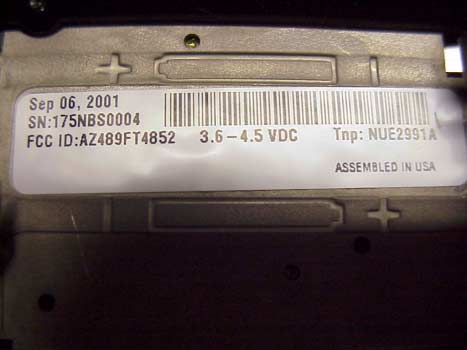 Sep 06, 2001
SN:175NBS0004
FCC ID:AZ489FT4852 3.6-4.5 VDC Tnp: NUE2991A
ASSEMBLED IN USA